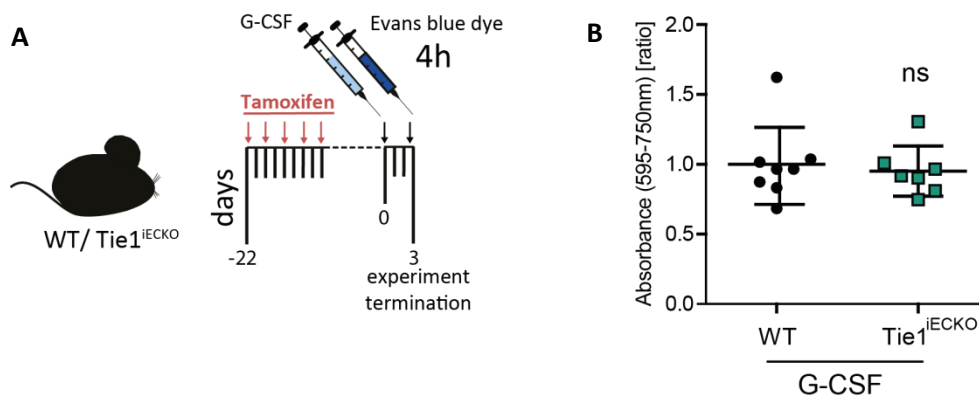 A
G-CSF
Evans blue dye
4h
Tamoxifen
days
-22
0
3
experiment
termination
WT/ Tie1iECKO
B
Absorbance (595-750nm) [ratio]
2.0
1.5
1.0
0.5
0.0
ns
WT
Tie1iECKO
G-CSF